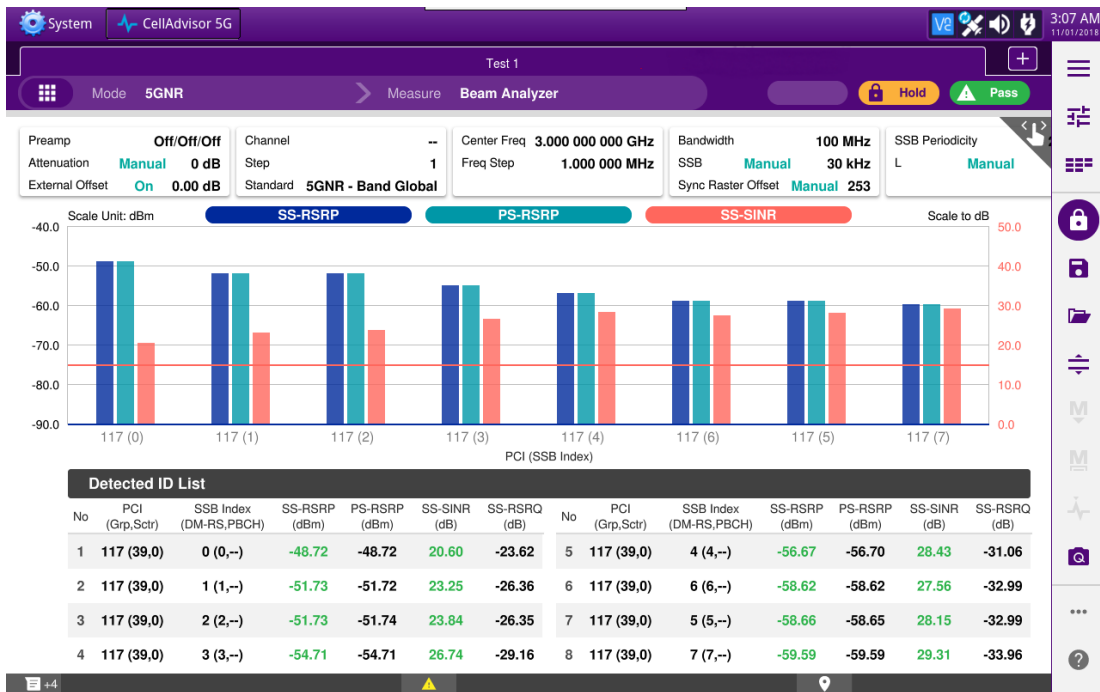 System CellAdvisor 5G 3:07 AM
11/01/2018
Test 1 +
Mode 5GNR Measure Beam Analyzer Hold Pass
Preamp Off/Off/Off
Attenuation Manual 0 dB
External Offset On 0.00 dB
Channel --
Step 1
Standard 5GNR - Band Global
Center Freq 3.000 000 000 GHz
Freq Step 1.000 000 MHz
Bandwidth 100 MHz
SSB Manual 30 kHz
Sync Raster Offset Manual 253
SSB Periodicity
L Manual
Scale Unit: dBm SS-RSRP PS-RSRP SS-SINR Scale to dB
-40.0 50.0
-50.0 40.0
-60.0 30.0
-70.0 20.0
-80.0 10.0
-90.0 0.0
117 (0) 117 (1) 117 (2) 117 (3) 117 (4) 117 (6) 117 (5) 117 (7)
PCI (SSB Index)
Detected ID List
No PCI (Grp,Sctr) SSB Index (DM-RS,PBCH) SS-RSRP (dBm) PS-RSRP (dBm) SS-SINR (dB) SS-RSRQ (dB) No PCI (Grp,Sctr) SSB Index (DM-RS,PBCH) SS-RSRP (dBm) PS-RSRP (dBm) SS-SINR (dB) SS-RSRQ (dB)
1 117 (39,0) 0 (0,--) -48.72 -48.72 20.60 -23.62 5 117 (39,0) 4 (4,--) -56.67 -56.70 28.43 -31.06
2 117 (39,0) 1 (1,--) -51.73 -51.72 23.25 -26.36 6 117 (39,0) 6 (6,--) -58.62 -58.62 27.56 -32.99
3 117 (39,0) 2 (2,--) -51.73 -51.74 23.84 -26.35 7 117 (39,0) 5 (5,--) -58.66 -58.65 28.15 -32.99
4 117 (39,0) 3 (3,--) -54.71 -54.71 26.74 -29.16 8 117 (39,0) 7 (7,--) -59.59 -59.59 29.31 -33.96
+4